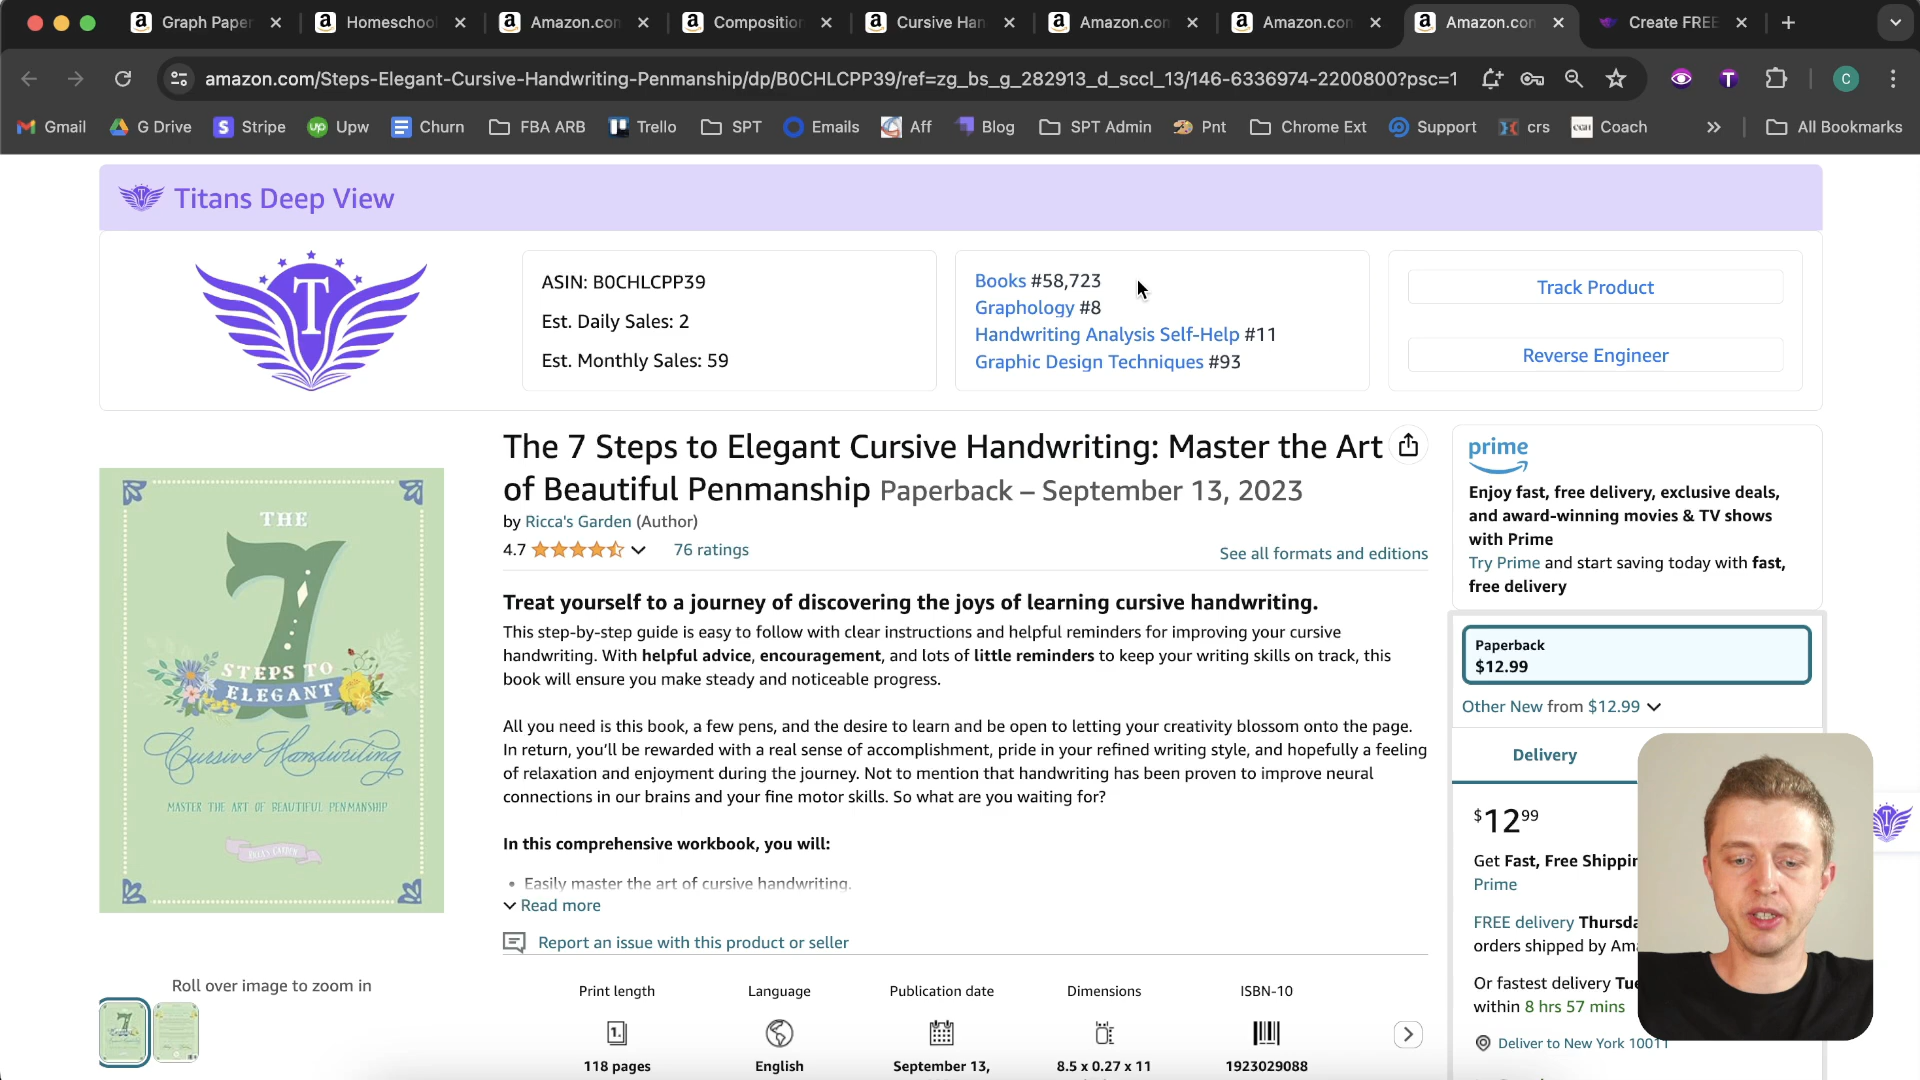 Graph Paper
Homeschool
Amazon.com
Composition
Cursive Han
Amazon.com
Amazon.com
Amazon.com
Create FREE
amazon.com/Steps-Elegant-Cursive-Handwriting-Penmanship/dp/B0CHLCPP39/ref=zg_bs_g_282913_d_sccl_13/146-6336974-2200800?psc=1
T
C
Gmail
G Drive
Stripe
Upw
Churn
FBA ARB
Trello
SPT
Emails
Aff
Blog
SPT Admin
Pnt
Chrome Ext
Support
crs
Coach
All Bookmarks
Titans Deep View
T
ASIN: B0CHLCPP39
Est. Daily Sales: 2
Est. Monthly Sales: 59
Books #58,723
Graphology #8
Handwriting Analysis Self-Help #11
Graphic Design Techniques #93
Track Product
Reverse Engineer
The 7 Steps to Elegant Cursive Handwriting: Master the Art
of Beautiful Penmanship Paperback – September 13, 2023
by Ricca's Garden (Author)
4.7
76 ratings
See all formats and editions
Treat yourself to a journey of discovering the joys of learning cursive handwriting.
This step-by-step guide is easy to follow with clear instructions and helpful reminders for improving your cursive
handwriting. With helpful advice, encouragement, and lots of little reminders to keep your writing skills on track, this
book will ensure you make steady and noticeable progress.
All you need is this book, a few pens, and the desire to learn and be open to letting your creativity blossom onto the page.
In return, you'll be rewarded with a real sense of accomplishment, pride in your refined writing style, and hopefully a feeling
of relaxation and enjoyment during the journey. Not to mention that handwriting has been proven to improve neural
connections in our brains and your fine motor skills. So what are you waiting for?
In this comprehensive workbook, you will:
• Easily master the art of cursive handwriting.
Read more
Report an issue with this product or seller
Print length
Language
Publication date
Dimensions
ISBN-10
118 pages
English
September 13,
8.5 x 0.27 x 11
1923029088
THE
7
STEPS TO
ELEGANT
Cursive Handwriting
MASTER THE ART OF BEAUTIFUL PENMANSHIP
RICCA'S GARDEN
Roll over image to zoom in
prime
Enjoy fast, free delivery, exclusive deals,
and award-winning movies & TV shows
with Prime
Try Prime and start saving today with fast,
free delivery
Paperback
$12.99
Other New from $12.99
Delivery
$12.99
Get Fast, Free Shippin
Prime
FREE delivery Thursda
orders shipped by Ama
Or fastest delivery Tue
within 8 hrs 57 mins
Deliver to New York 10011